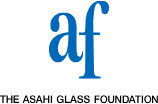 af
THE ASAHI GLASS FOUNDATION